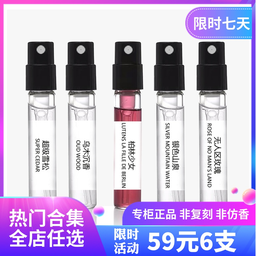 限时七天
超级雪松
SUPER CEDAR
乌木沉香
OUD WOOD
柏林少女
LUTENS LA FILLE DE BERLIN
银色山泉
SILVER MOUNTAIN WATER
无人区玫瑰
ROSE OF NO MAN'S LAND
热门合集
全店任选
专柜正品 非复刻 非仿香
限时
活动
59元6支